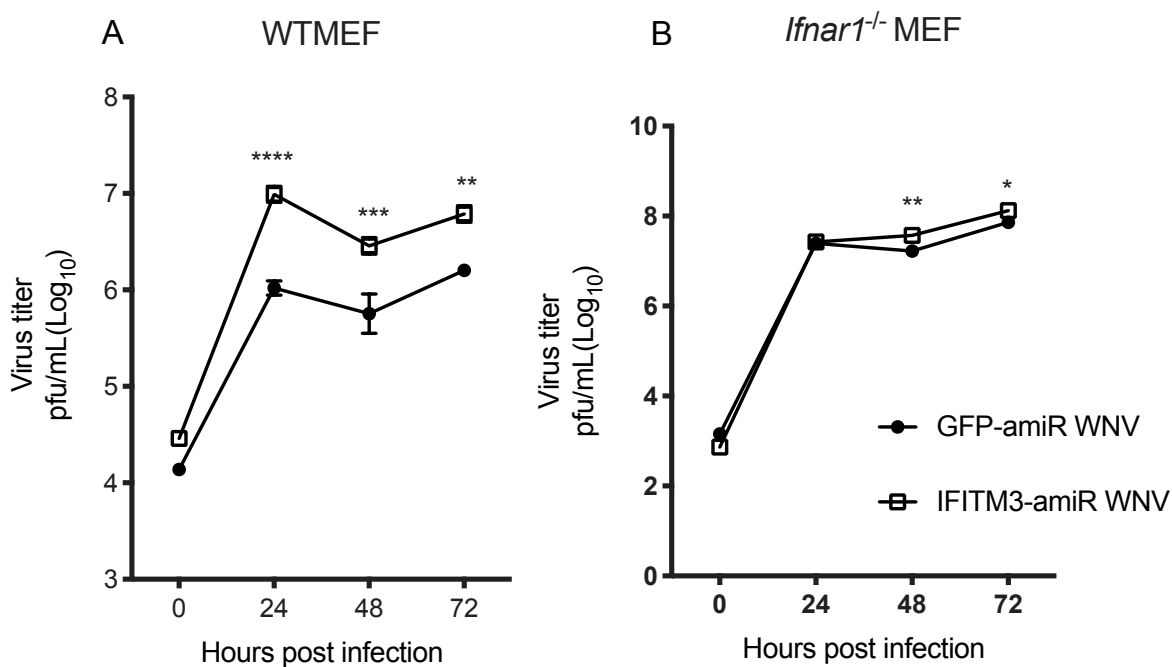 A
WTMEF
Virus titer
pfu/mL(Log10)
8
7
6
5
4
3
****
***
**
0
24
48
72
Hours post infection
B
Ifnar1-/- MEF
Virus titer
pfu/mL(Log10)
10
8
6
4
2
0
**
*
GFP-amiR WNV
IFITM3-amiR WNV
0
24
48
72
Hours post infection